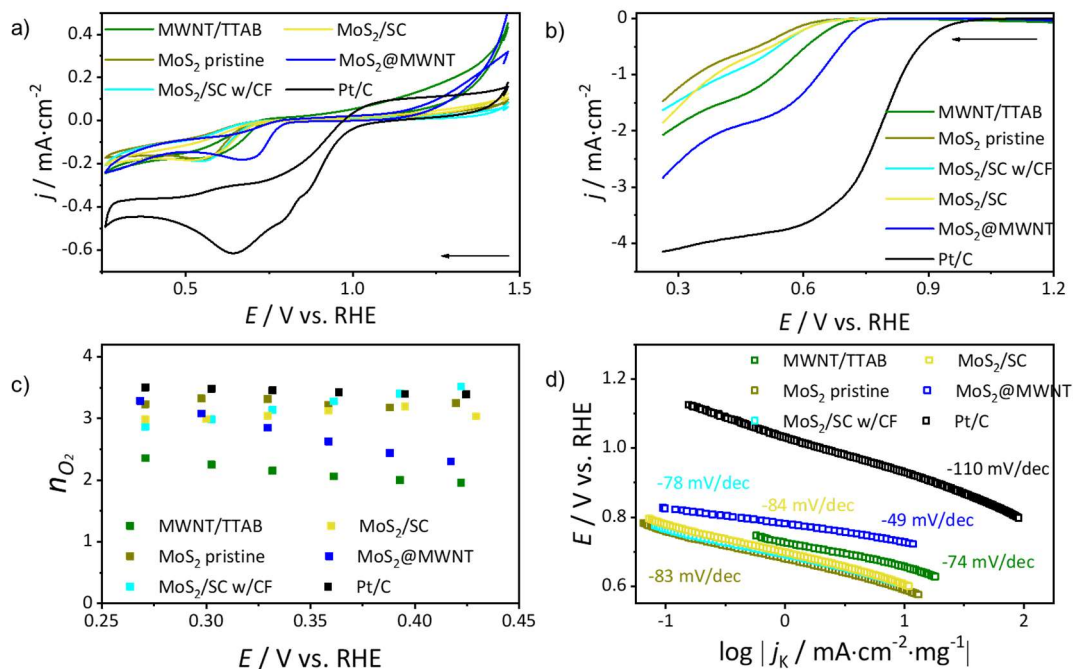 a)
MWNT/TTAB
MoS₂/SC
MoS₂ pristine
MoS₂@MWNT
MoS₂/SC w/CF
Pt/C
j / mA·cm⁻²
0.4
0.2
0.0
-0.2
-0.4
-0.6
0.5
1.0
1.5
E / V vs. RHE
b)
j / mA·cm⁻²
0
-1
-2
-3
-4
MWNT/TTAB
MoS₂ pristine
MoS₂/SC w/CF
MoS₂/SC
MoS₂@MWNT
Pt/C
0.3
0.6
0.9
1.2
E / V vs. RHE
c)
nO₂
4
3
2
1
0
MWNT/TTAB
MoS₂/SC
MoS₂ pristine
MoS₂@MWNT
MoS₂/SC w/CF
Pt/C
0.25
0.30
0.35
0.40
0.45
E / V vs. RHE
d)
E / V vs. RHE
1.4
1.2
1.0
0.8
0.6
MWNT/TTAB
MoS₂/SC
MoS₂ pristine
MoS₂@MWNT
MoS₂/SC w/CF
Pt/C
-110 mV/dec
-78 mV/dec
-84 mV/dec
-49 mV/dec
-74 mV/dec
-83 mV/dec
-1
0
1
2
log |jK / mA·cm⁻²·mg⁻¹|